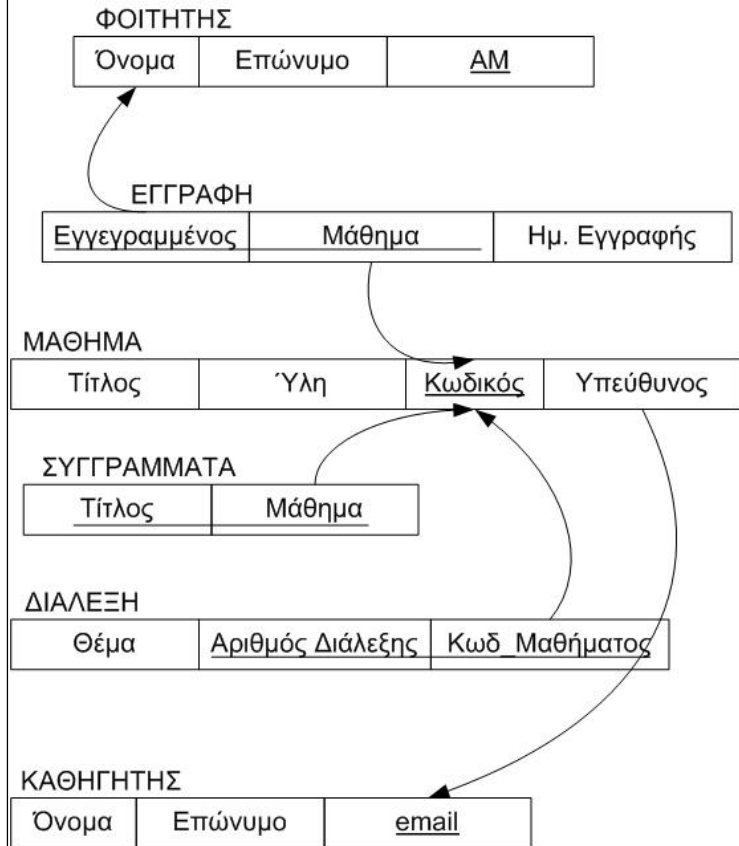 ΦΟΙΤΗΤΗΣ
Όνομα Επώνυμο ΑΜ
ΕΓΓΡΑΦΗ
Εγγεγραμμένος Μάθημα Ημ. Εγγραφής
ΜΑΘΗΜΑ
Τίτλος Ύλη Κωδικός Υπεύθυνος
ΣΥΓΓΡΑΜΜΑΤΑ
Τίτλος Μάθημα
ΔΙΑΛΕΞΗ
Θέμα Αριθμός Διάλεξης Κωδ_Μαθήματος
ΚΑΘΗΓΗΤΗΣ
Όνομα Επώνυμο email